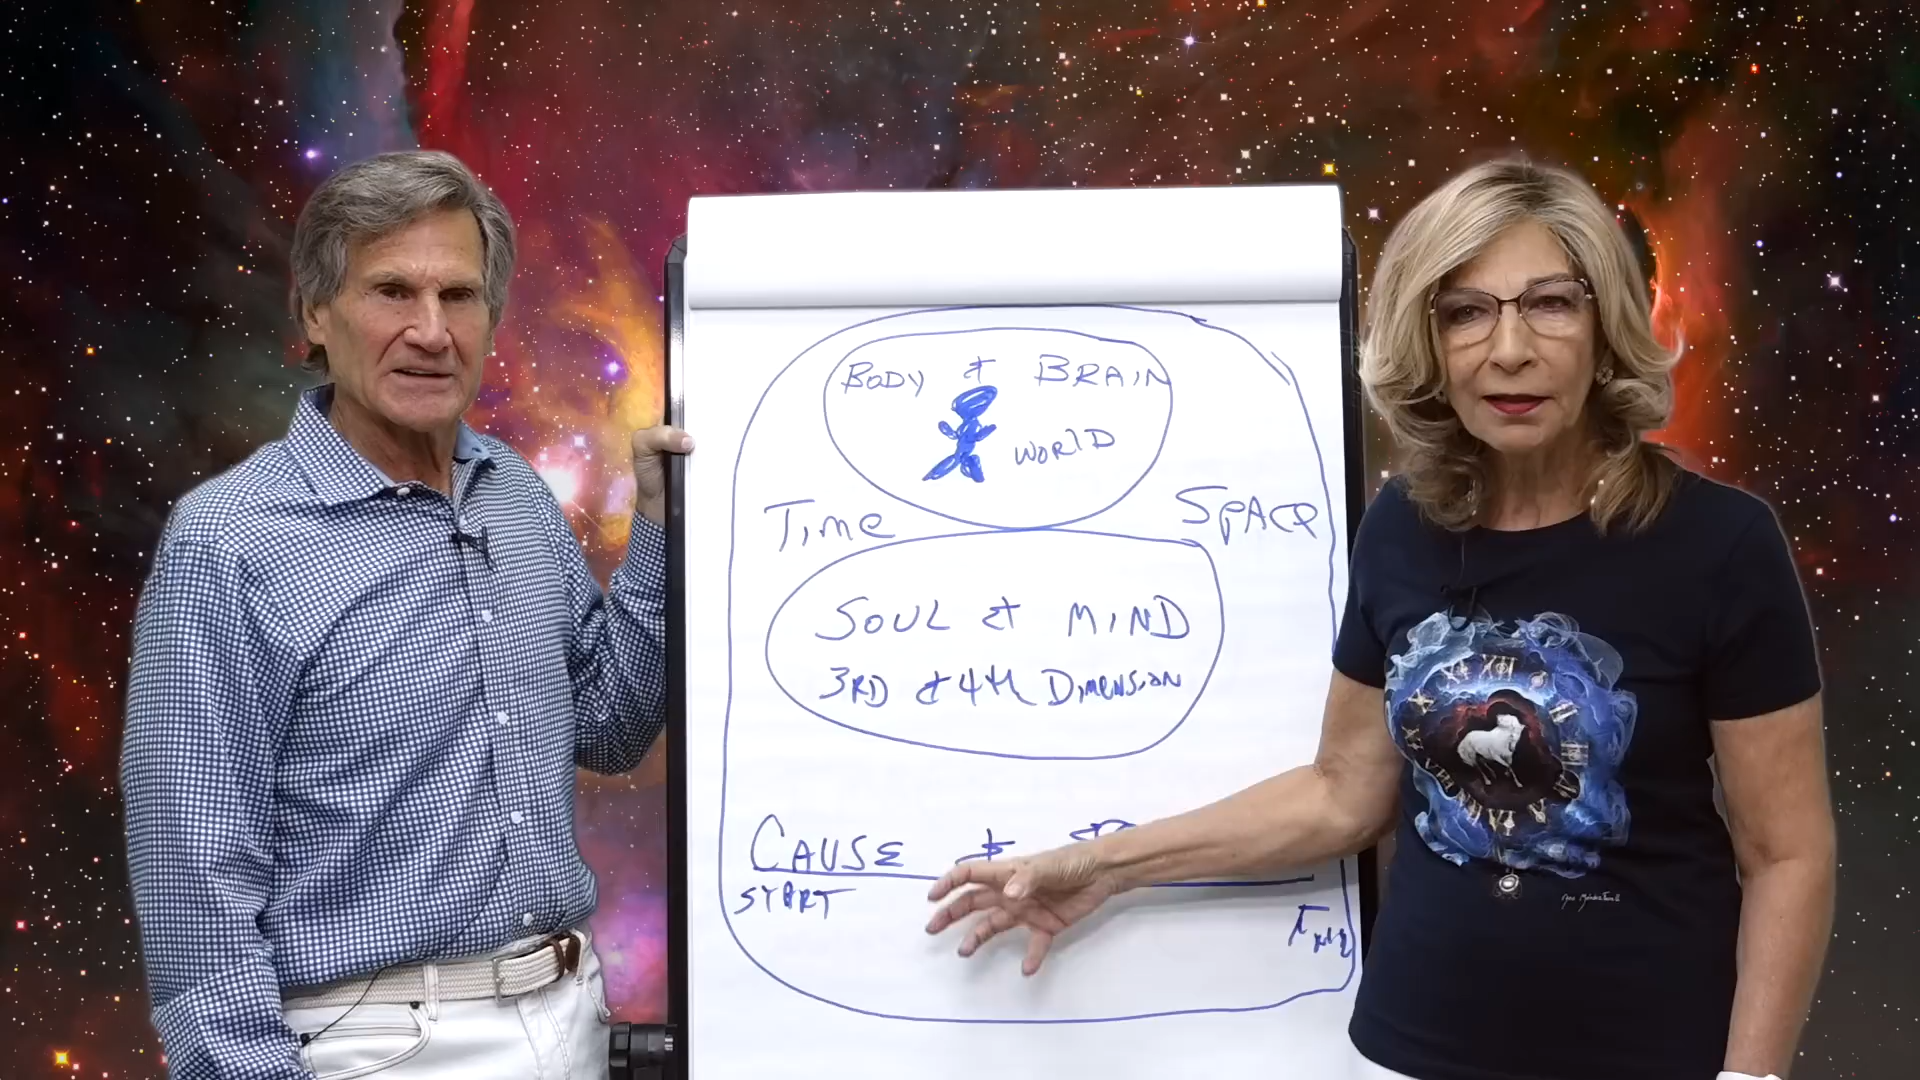 BODY & BRAIN
WORLD
TIME SPACE
SOUL & MIND
3RD & 4th DIMENSION
CAUSE &
START